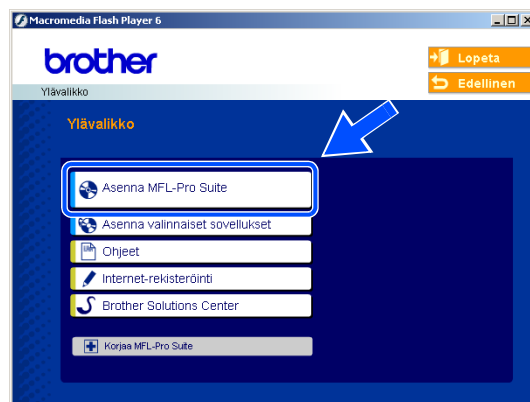 Macromedia Flash Player 6
brother
Lopeta
Edellinen
Ylävalikko
Ylävalikko
Asenna MFL-Pro Suite
Asenna valinnaiset sovellukset
Ohjeet
Internet-rekisteröinti
Brother Solutions Center
Korjaa MFL-Pro Suite